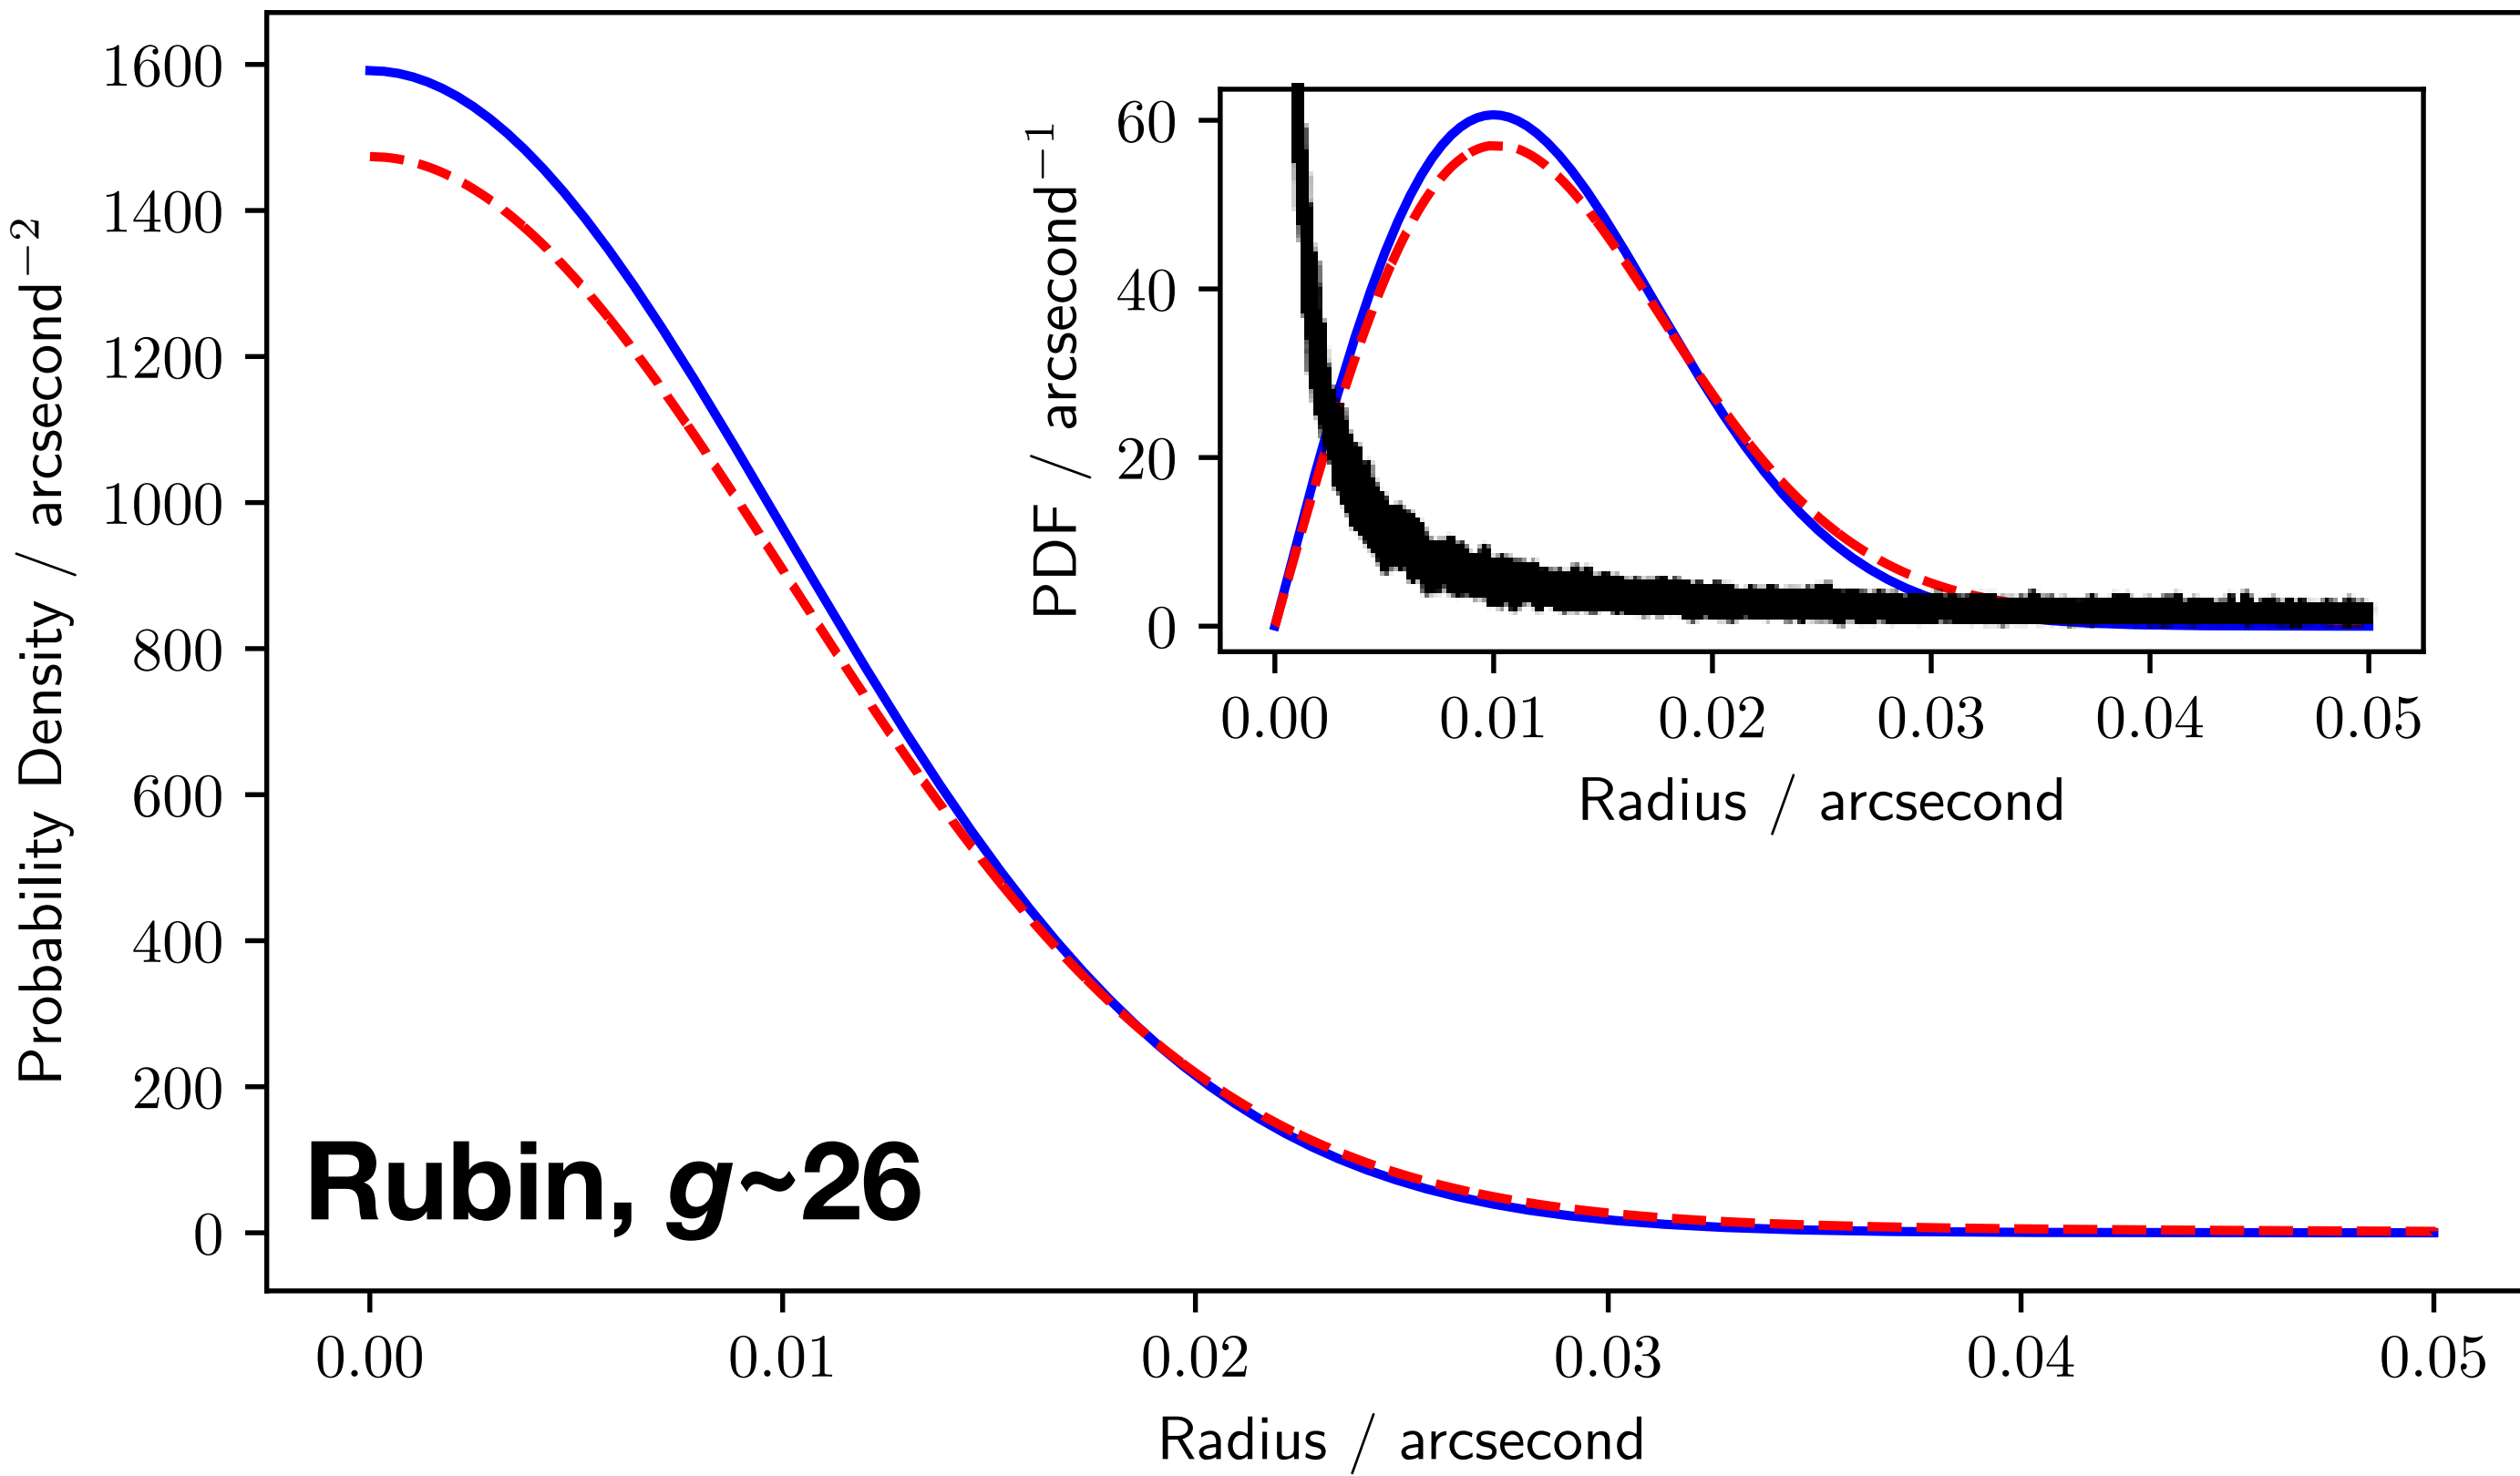 Probability Density / arcsecond⁻²
1600
1400
1200
1000
800
600
400
200
0
PDF / arcsecond⁻¹
60
40
20
0
0.00 0.01 0.02 0.03 0.04 0.05
Radius / arcsecond
Rubin, g~26
0.00 0.01 0.02 0.03 0.04 0.05
Radius / arcsecond